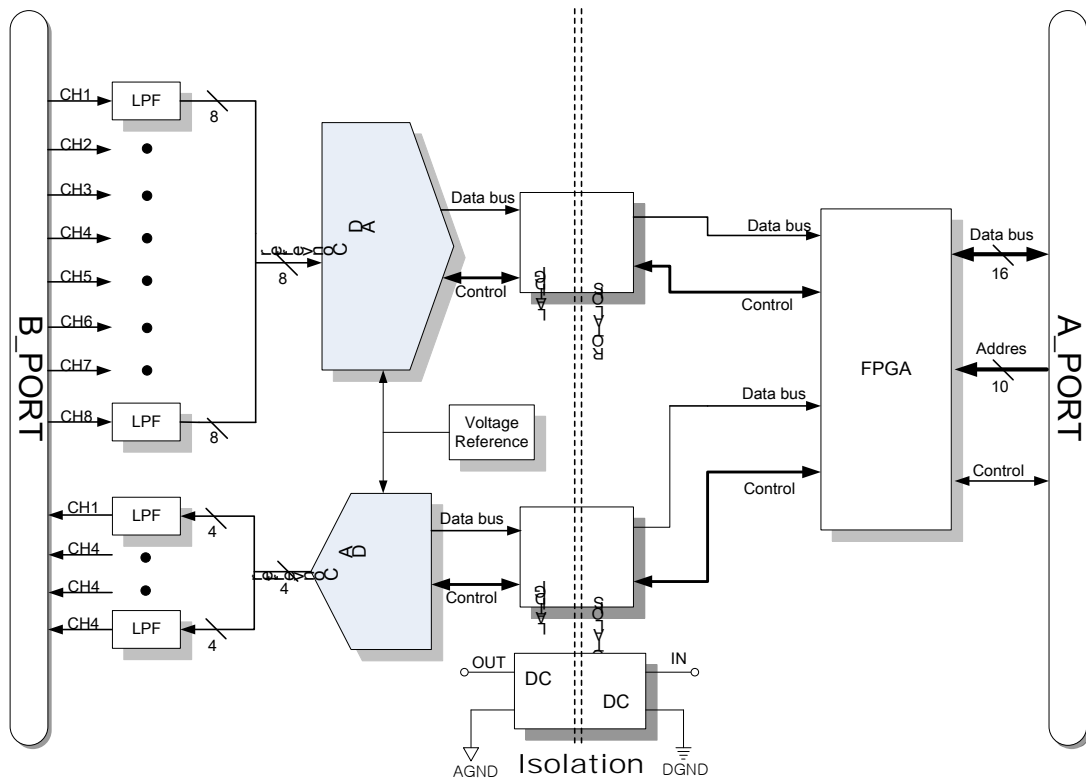 B_PORT
CH1
CH2
CH3
CH4
CH5
CH6
CH7
CH8
LPF
8
LPF
8
8
Data bus
Control
Data bus
Control
Voltage
Reference
FPGA
Data bus
16
Addres
10
Control
A_PORT
Data bus
Control
CH1
CH4
CH4
CH4
LPF
4
LPF
4
4
Data bus
Control
OUT
IN
DC
DC
AGND
Isolation
DGND